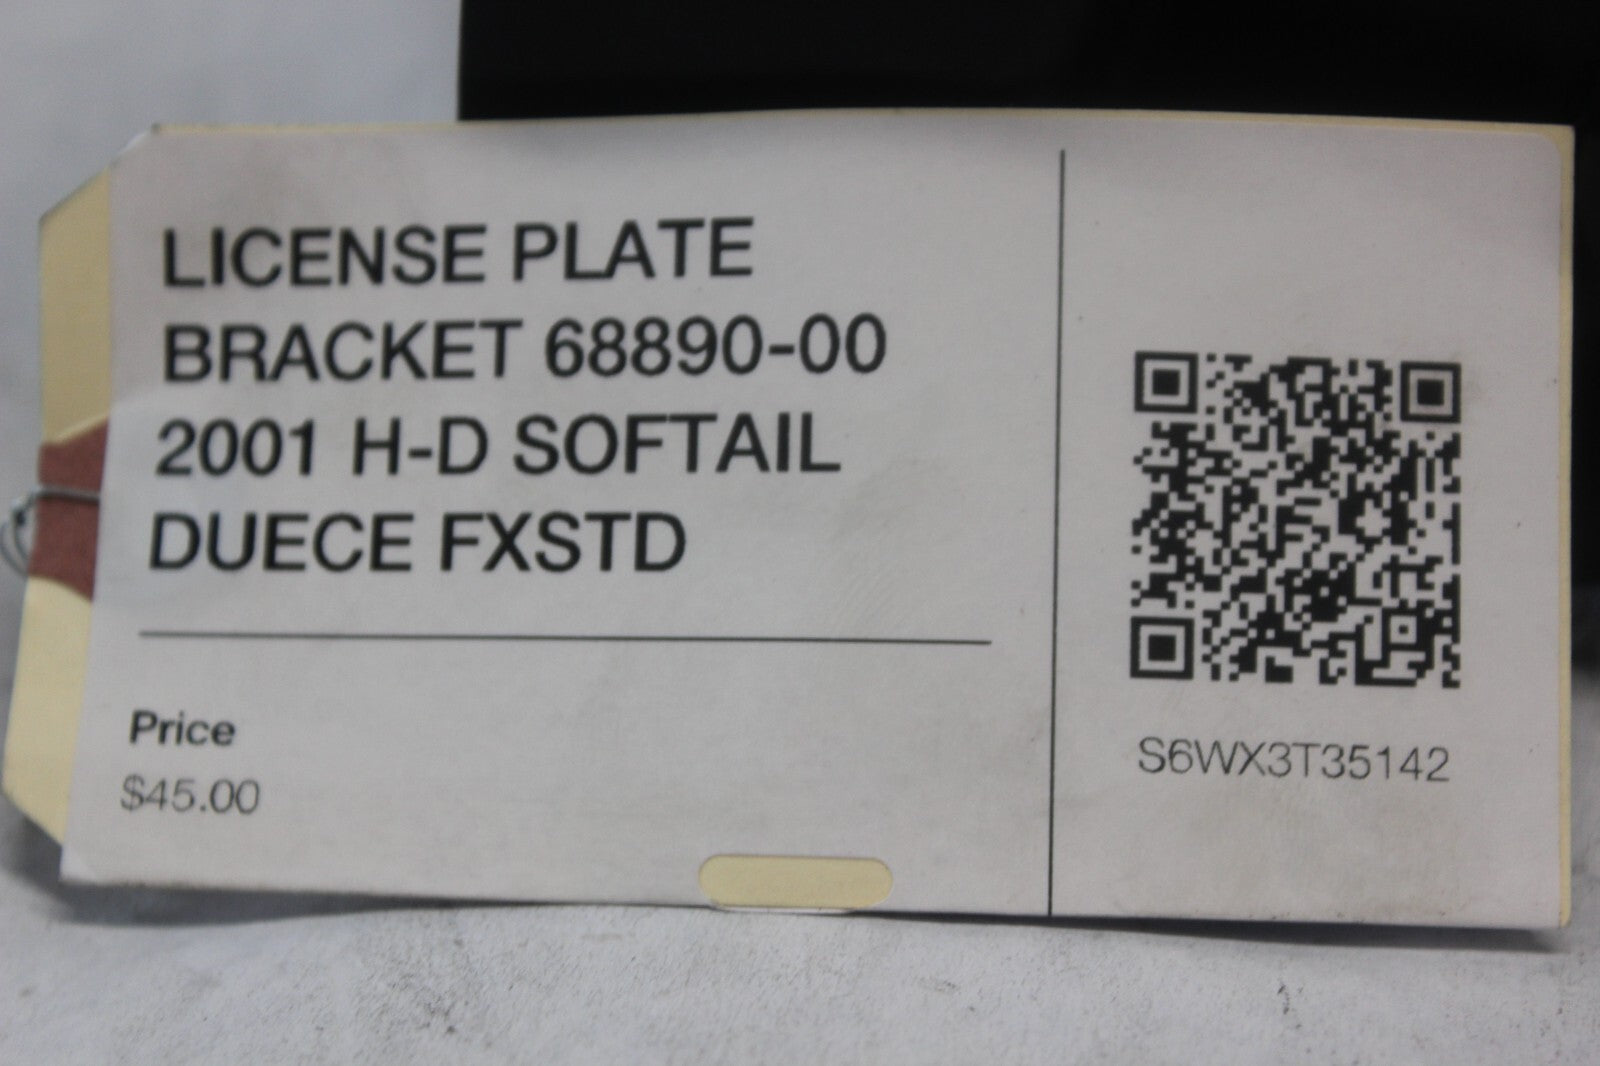 LICENSE PLATE
BRACKET 68890-00
2001 H-D SOFTAIL
DUECE FXSTD
Price
$45.00
S6WX3T35142